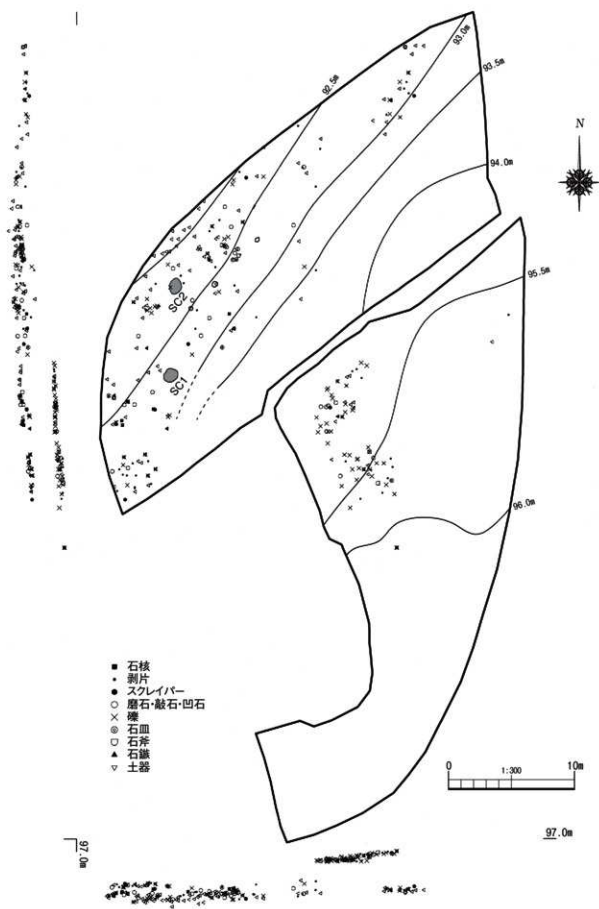 92.5m
93.0m
93.5m
94.0m
N
95.5m
SC2
SC1
96.0m
石核
剥片
スクレイパー
磨石・敲石・凹石
礫
石皿
石斧
石鏃
土器
0 1:300 10m
97.0m
97.0m